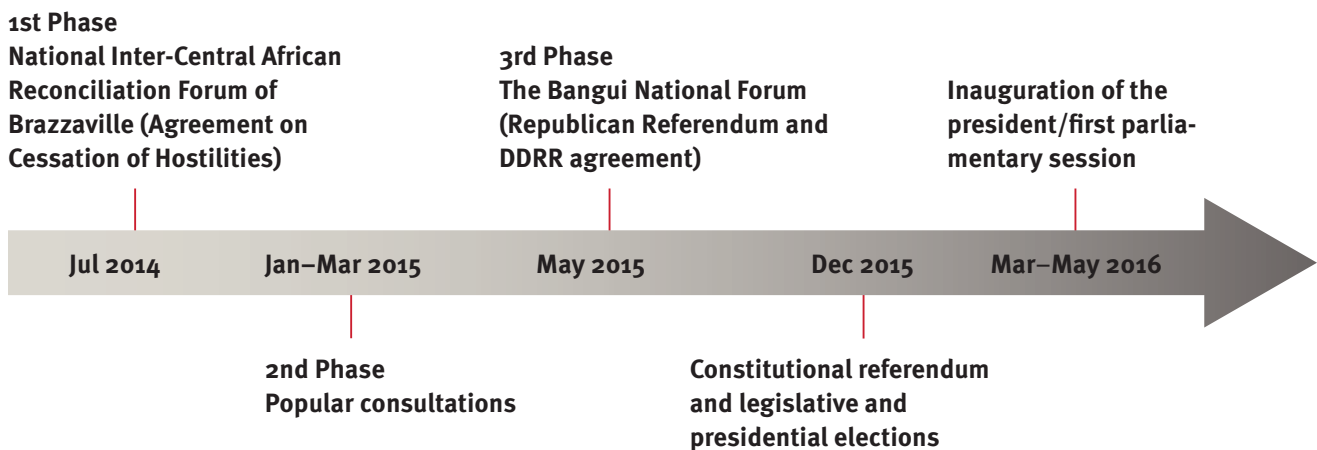 1st Phase
National Inter-Central African
Reconciliation Forum of
Brazzaville (Agreement on
Cessation of Hostilities)
3rd Phase
The Bangui National Forum
(Republican Referendum and
DDRR agreement)
Inauguration of the
president/first parlia-
mentary session
Jul 2014
Jan–Mar 2015
May 2015
Dec 2015
Mar–May 2016
2nd Phase
Popular consultations
Constitutional referendum
and legislative and
presidential elections